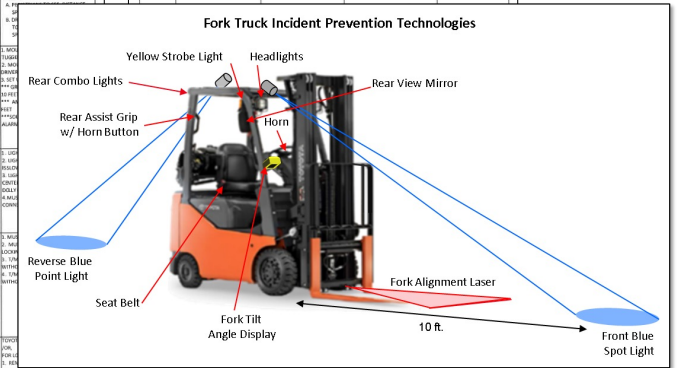 Fork Truck Incident Prevention Technologies
Yellow Strobe Light
Headlights
Rear Combo Lights
Rear View Mirror
Rear Assist Grip
w/ Horn Button
Horn
TOYOTA
Reverse Blue
Point Light
Fork Alignment Laser
Seat Belt
Fork Tilt
Angle Display
10 ft.
Front Blue
Spot Light